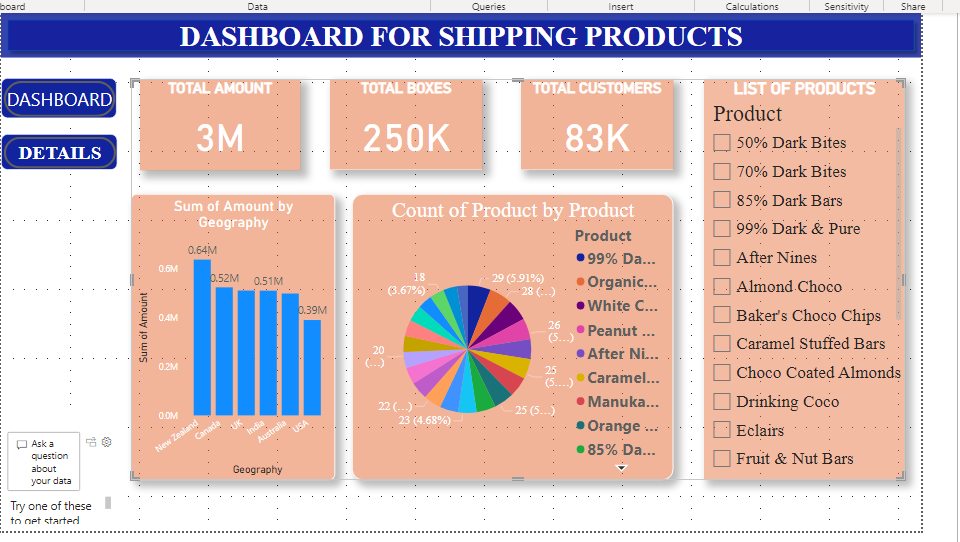 board
Data
Queries
Insert
Calculations
Sensitivity
Share
DASHBOARD FOR SHIPPING PRODUCTS
DASHBOARD
DETAILS
TOTAL AMOUNT
3M
TOTAL BOXES
250K
TOTAL CUSTOMERS
83K
LIST OF PRODUCTS
Product
50% Dark Bites
70% Dark Bites
85% Dark Bars
99% Dark & Pure
After Nines
Almond Choco
Baker's Choco Chips
Caramel Stuffed Bars
Choco Coated Almonds
Drinking Coco
Eclairs
Fruit & Nut Bars
Sum of Amount by
Geography
0.64M
0.52M
0.51M
0.39M
0.6M
0.4M
0.2M
0.0M
Sum of Amount
New Zealand
Canada
UK
India
Australia
USA
Geography
Count of Product by Product
18
(3.67%)
29 (5.91%)
28 (...)
26
(5...)
25
(5...)
25 (5...)
23 (4.68%)
22 (...)
20
(...)
Product
99% Da...
Organic...
White C...
Peanut ...
After Ni...
Caramel...
Manuka...
Orange ...
85% Da...
Ask a
question
about
your data
Try one of these
to get started